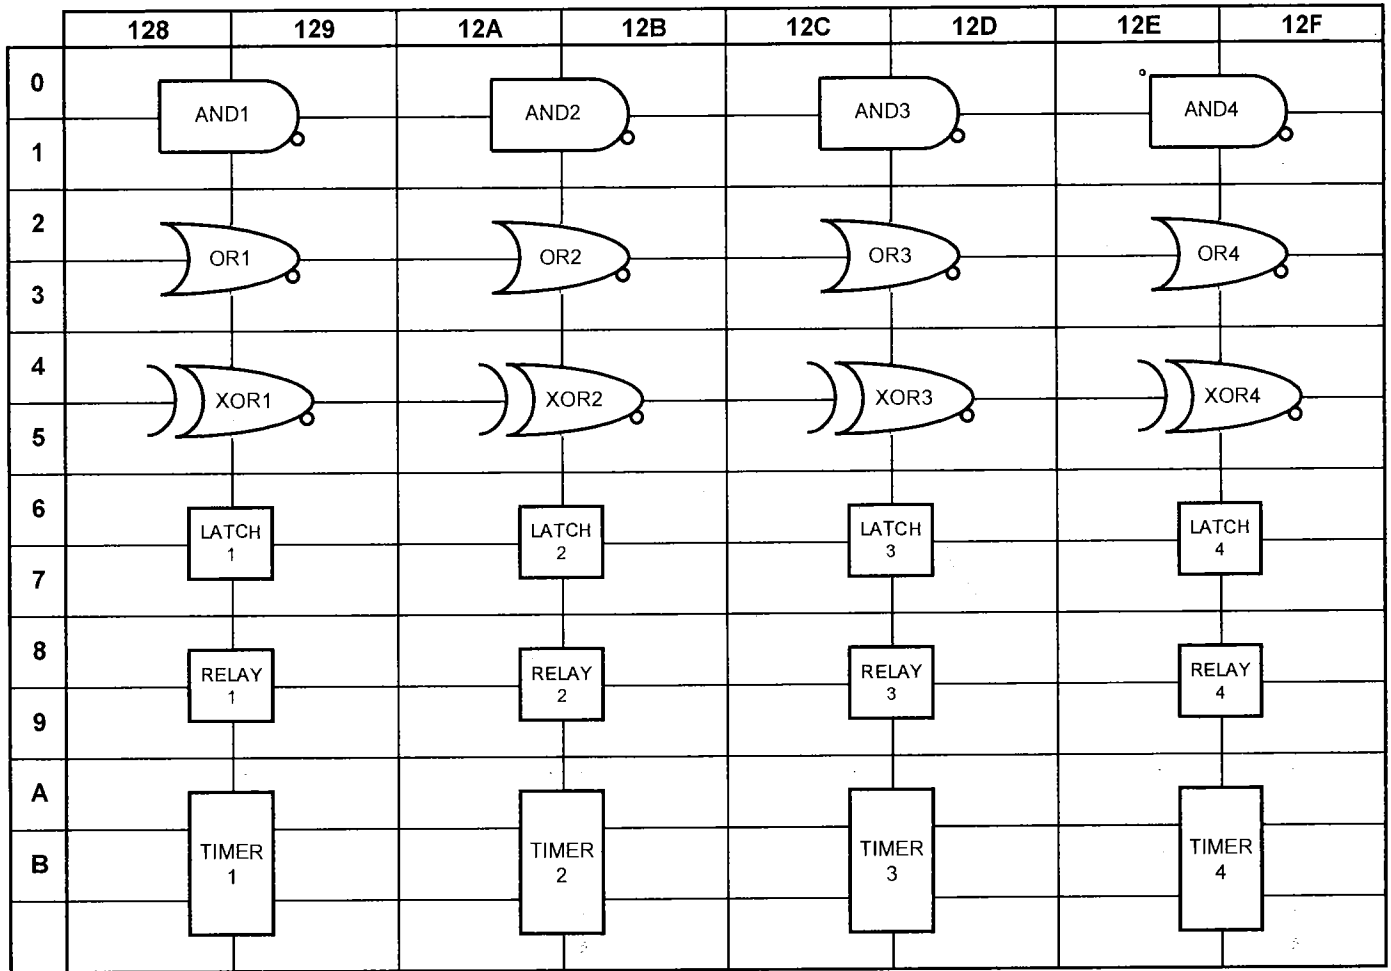 128 129 12A 12B 12C 12D 12E 12F
0 AND1 AND2 AND3 AND4
1
2 OR1 OR2 OR3 OR4
3
4 XOR1 XOR2 XOR3 XOR4
5
6 LATCH 1 LATCH 2 LATCH 3 LATCH 4
7
8 RELAY 1 RELAY 2 RELAY 3 RELAY 4
9
A
B TIMER 1 TIMER 2 TIMER 3 TIMER 4